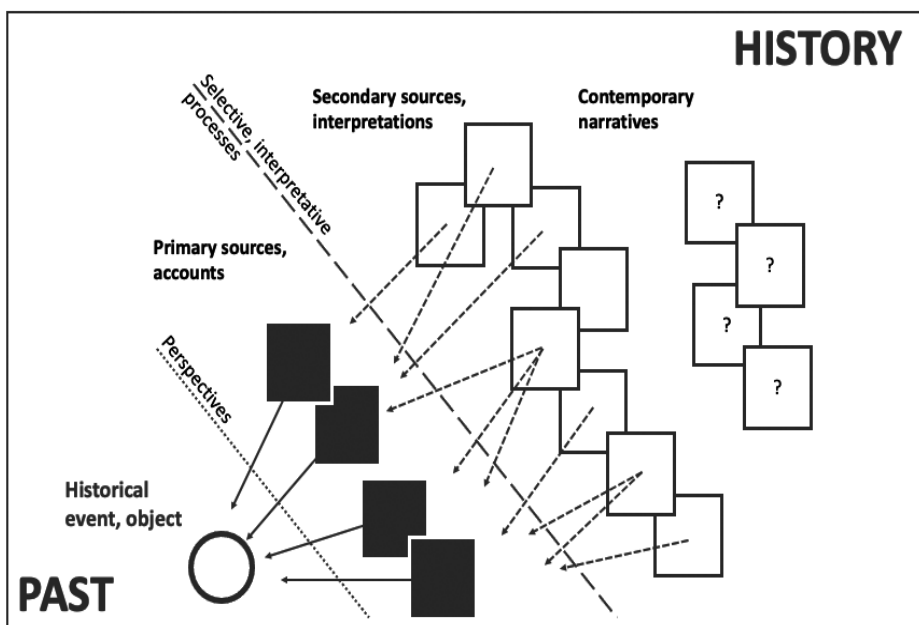 HISTORY
Secondary sources,
interpretations
Contemporary
narratives
Selective, interpretative
processes
Primary sources,
accounts
Perspectives
Historical
event, object
PAST
?
?
?
?